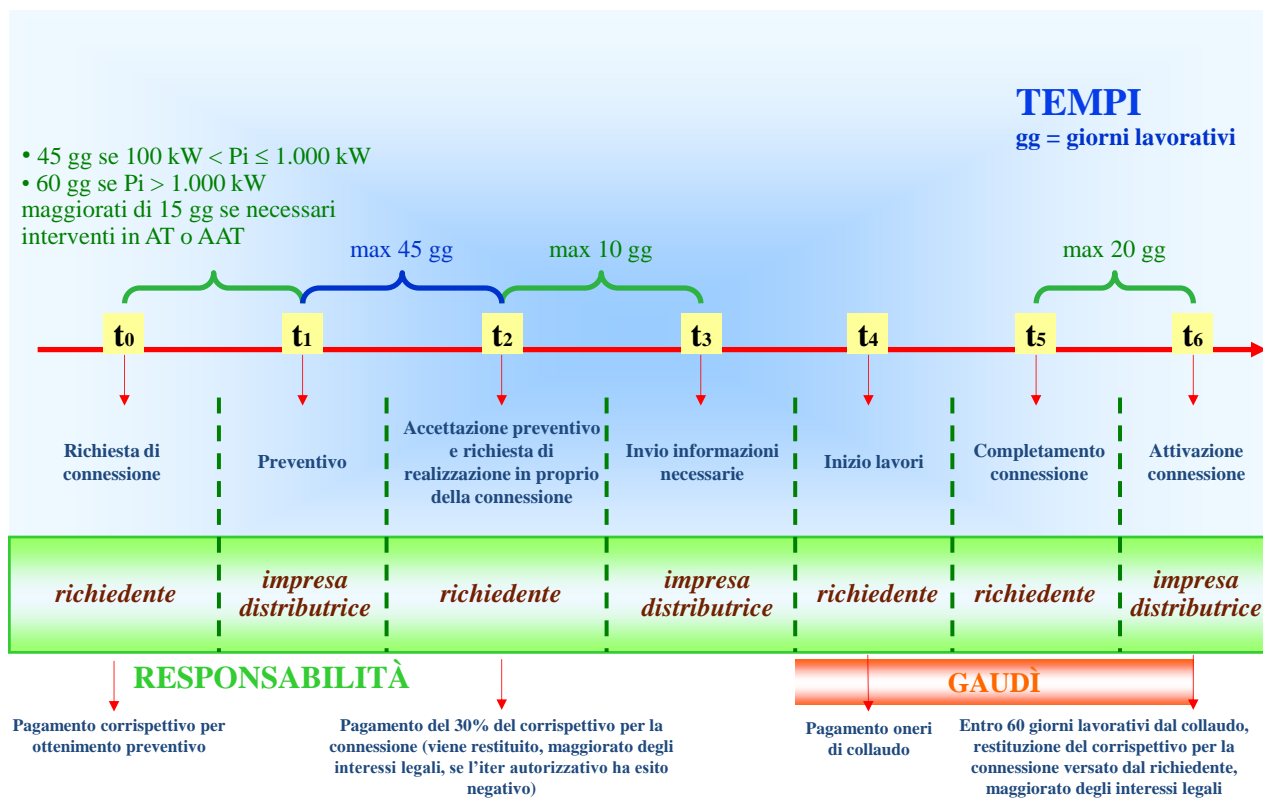 TEMPI
gg = giorni lavorativi
• 45 gg se 100 kW < Pi ≤ 1.000 kW
• 60 gg se Pi > 1.000 kW
maggiorati di 15 gg se necessari
interventi in AT o AAT
max 45 gg
max 10 gg
max 20 gg
t0
t1
t2
t3
t4
t5
t6
Richiesta di
connessione
Preventivo
Accettazione preventivo
e richiesta di
realizzazione in proprio
della connessione
Invio informazioni
necessarie
Inizio lavori
Completamento
connessione
Attivazione
connessione
richiedente
impresa
distributrice
richiedente
impresa
distributrice
richiedente
richiedente
impresa
distributrice
RESPONSABILITÀ
GAUDÌ
Pagamento corrispettivo per
ottenimento preventivo
Pagamento del 30% del corrispettivo per la
connessione (viene restituito, maggiorato degli
interessi legali, se l’iter autorizzativo ha esito
negativo)
Pagamento oneri
di collaudo
Entro 60 giorni lavorativi dal collaudo,
restituzione del corrispettivo per la
connessione versato dal richiedente,
maggiorato degli interessi legali